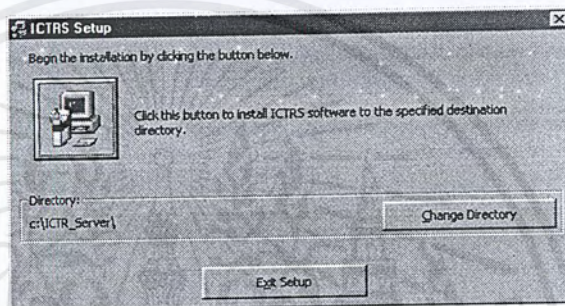 ICTRS Setup
Begin the installation by clicking the button below.
Click this button to install ICTRS software to the specified destination
directory.
Directory:
c:\ICTR_Server\
Change Directory
Exit Setup